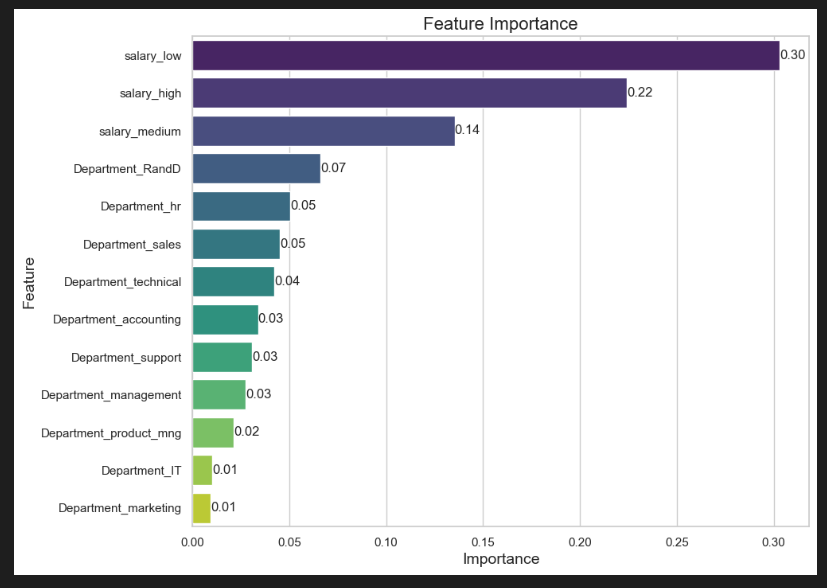 Feature Importance
salary_low 0.30
salary_high 0.22
salary_medium 0.14
Department_RandD 0.07
Department_hr 0.05
Department_sales 0.05
Department_technical 0.04
Department_accounting 0.03
Department_support 0.03
Department_management 0.03
Department_product_mng 0.02
Department_IT 0.01
Department_marketing 0.01
Feature
0.00 0.05 0.10 0.15 0.20 0.25 0.30
Importance